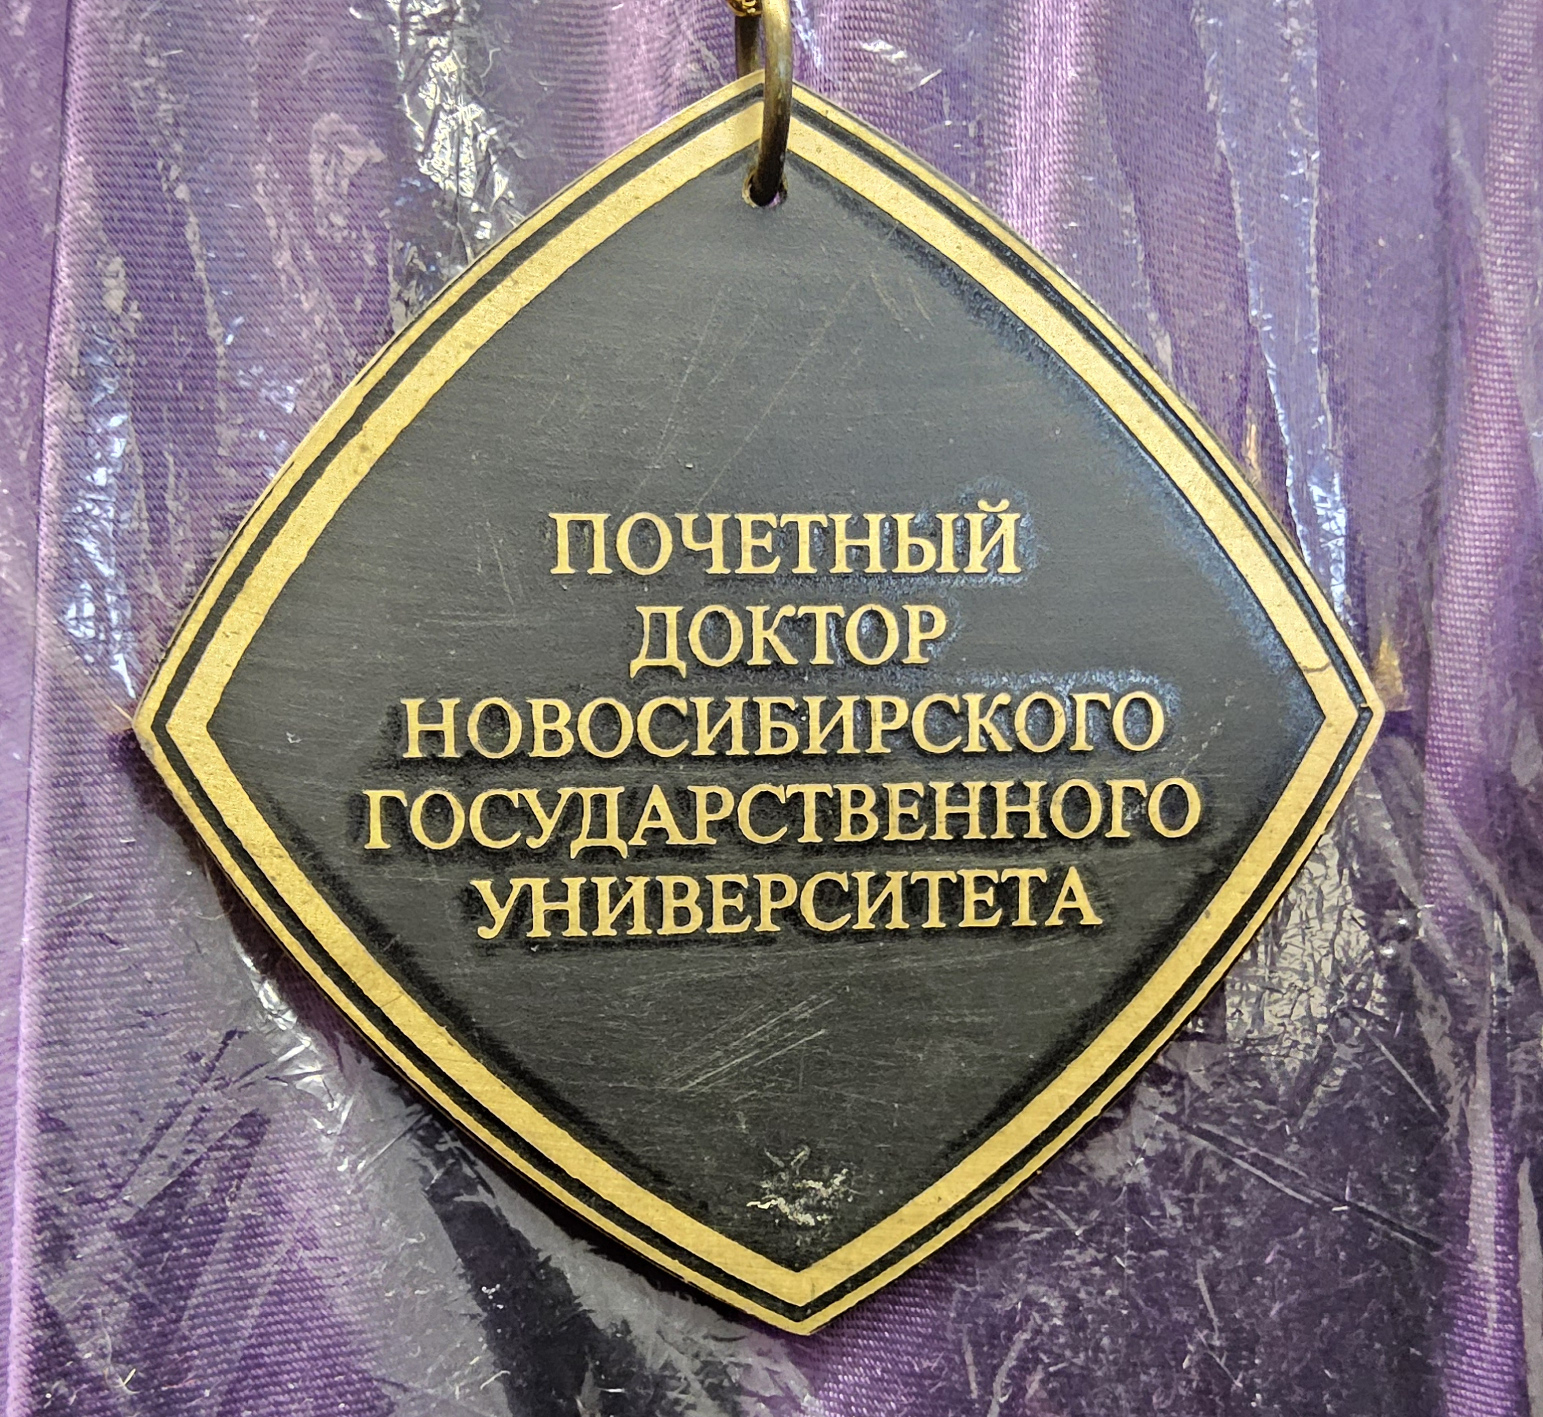 ПОЧЕТНЫЙ
ДОКТОР
НОВОСИБИРСКОГО
ГОСУДАРСТВЕННОГО
УНИВЕРСИТЕТА